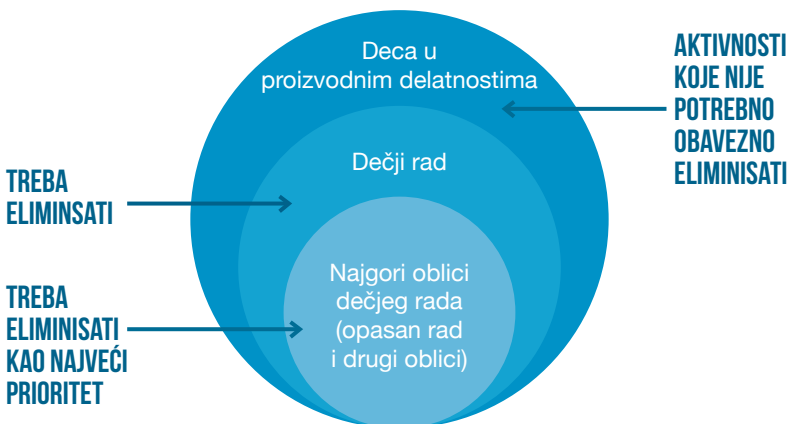 Deca u
proizvodnim delatnostima
AKTIVNOSTI
KOJE NIJE
POTREBNO
OBAVEZNO
ELIMINISATI
Dečji rad
TREBA
ELIMINSATI
Najgori oblici
dečjeg rada
(opasan rad
i drugi oblici)
TREBA
ELIMINISATI
KAO NAJVEĆI
PRIORITET